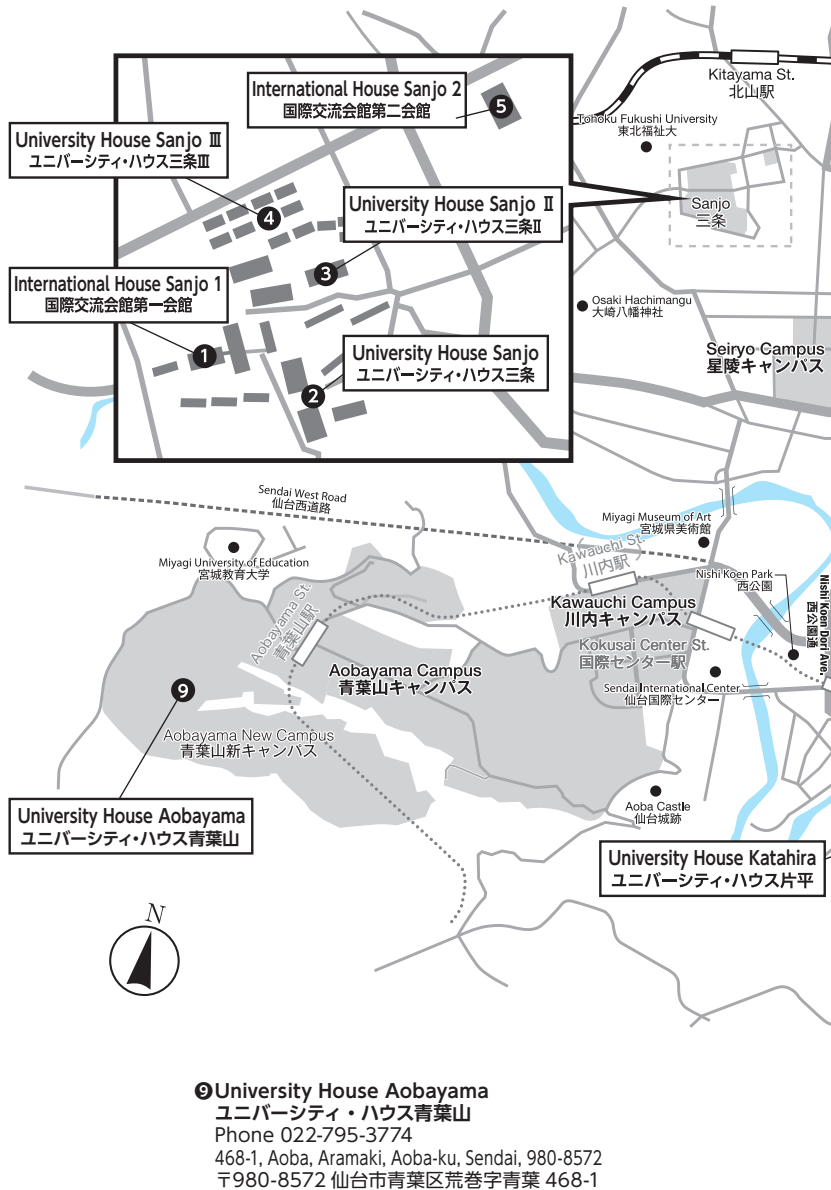 International House Sanjo 2
国際交流会館第二会館
❺
University House Sanjo Ⅲ
ユニバーシティ・ハウス三条Ⅲ
❹
University House Sanjo Ⅱ
ユニバーシティ・ハウス三条Ⅱ
❸
International House Sanjo 1
国際交流会館第一会館
❶
University House Sanjo
ユニバーシティ・ハウス三条
❷
Kitayama St.
北山駅
Tohoku Fukushi University
東北福祉大
Sanjo
三条
Osaki Hachimangu
大崎八幡神社
Seiryo Campus
星陵キャンパス
Sendai West Road
仙台西道路
Miyagi Museum of Art
宮城県美術館
Miyagi University of Education
宮城教育大学
Kawauchi St.
川内駅
Nishi Koen Park
西公園
Nishi Koen Dori Ave.
西公園通
Aobayama St.
青葉山駅
Kawauchi Campus
川内キャンパス
Kokusai Center St.
国際センター駅
Aobayama Campus
青葉山キャンパス
Sendai International Center
仙台国際センター
❾
Aobayama New Campus
青葉山新キャンパス
Aoba Castle
仙台城跡
University House Aobayama
ユニバーシティ・ハウス青葉山
University House Katahira
ユニバーシティ・ハウス片平
N
❾University House Aobayama
ユニバーシティ・ハウス青葉山
Phone 022-795-3774
468-1, Aoba, Aramaki, Aoba-ku, Sendai, 980-8572
〒980-8572 仙台市青葉区荒巻字青葉 468-1